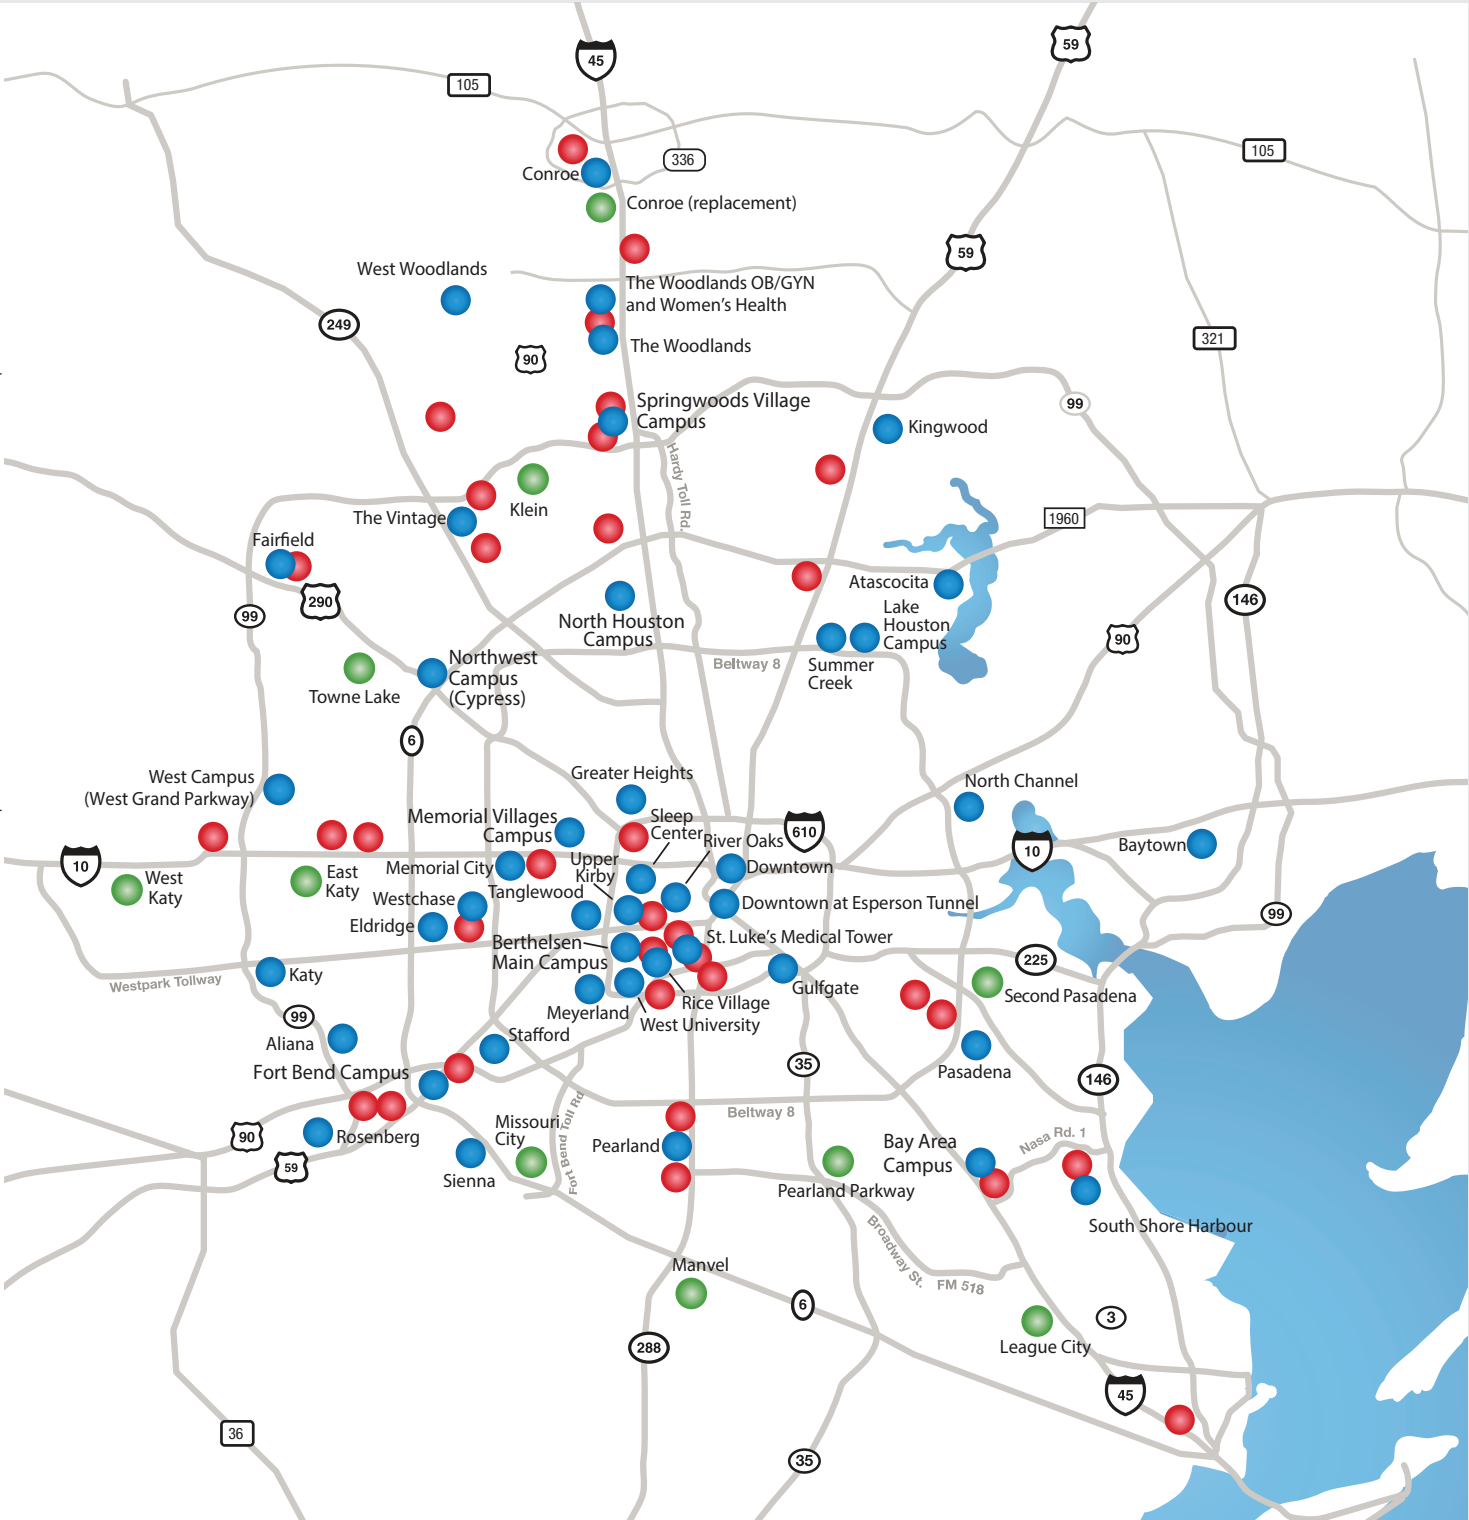 45
59
105
336
105
Conroe
Conroe (replacement)
59
West Woodlands
The Woodlands OB/GYN
and Women's Health
249
The Woodlands
90
321
Springwoods Village
Campus
99
Kingwood
Hardy Toll Rd.
Klein
The Vintage
1960
Fairfield
290
99
Atascocita
146
North Houston
Campus
Lake
Houston
Campus
90
Summer
Creek
Beltway 8
Northwest
Campus
(Cypress)
Towne Lake
6
West Campus
(West Grand Parkway)
Greater Heights
North Channel
Memorial Villages
Campus
Sleep
Center
River Oaks
610
10
Baytown
10
Memorial City
Upper
Kirby
Downtown
West
Katy
East
Katy
Tanglewood
Westchase
Eldridge
Downtown at Esperson Tunnel
99
Berthelsen
Main Campus
St. Luke's Medical Tower
225
Westpark Tollway
Katy
Gulfgate
Second Pasadena
Meyerland
Rice Village
West University
99
Aliana
Stafford
Fort Bend Campus
35
Pasadena
146
Beltway 8
Missouri
City
Fort Bend Toll Rd
90
Rosenberg
59
Sienna
Pearland
Bay Area
Campus
Nasa Rd. 1
Pearland Parkway
South Shore Harbour
Broadway St.
FM 518
Manvel
6
3
288
League City
45
36
35